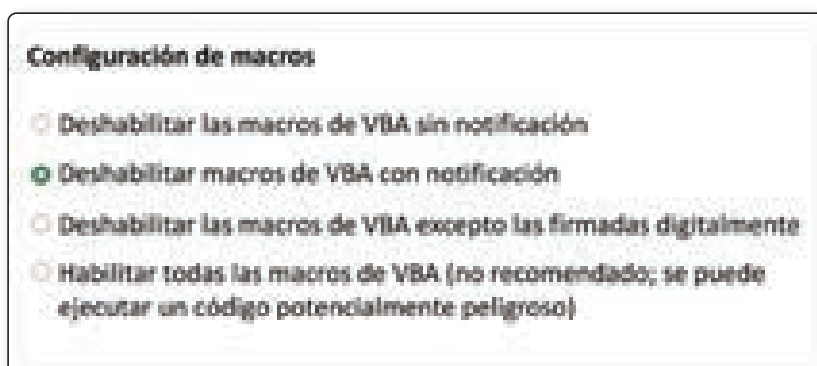 Configuración de macros
Deshabilitar las macros de VBA sin notificación
Deshabilitar macros de VBA con notificación
Deshabilitar las macros de VBA excepto las firmadas digitalmente
Habilitar todas las macros de VBA (no recomendado; se puede
ejecutar un código potencialmente peligroso)